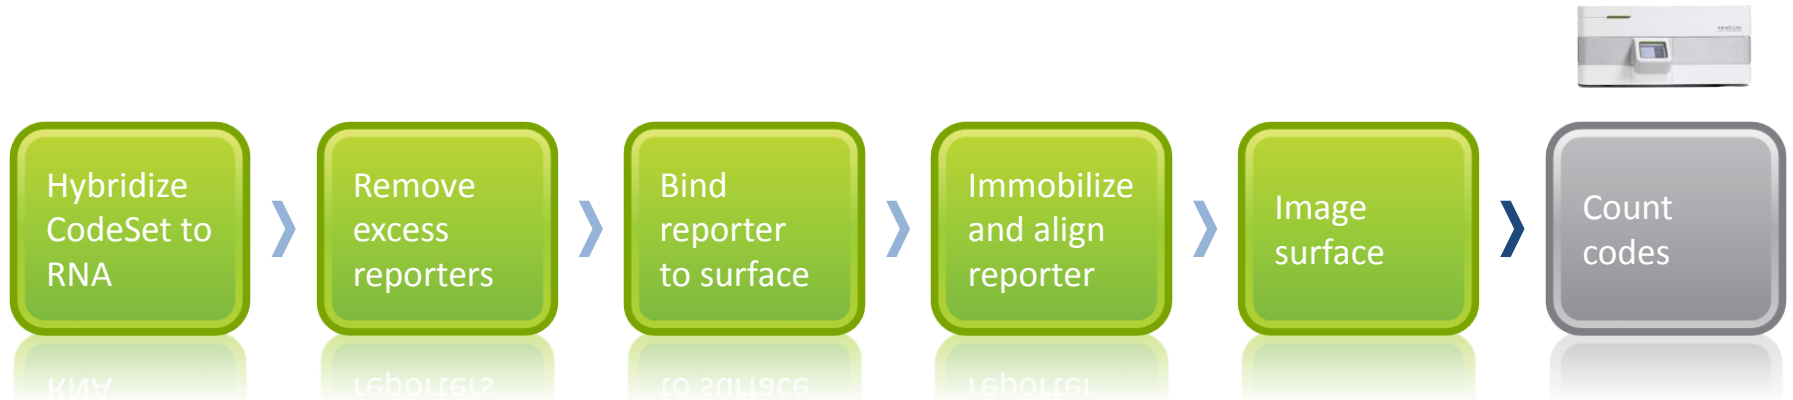 Hybridize
CodeSet to
RNA
Remove
excess
reporters
Bind
reporter
to surface
Immobilize
and align
reporter
Image
surface
Count
codes